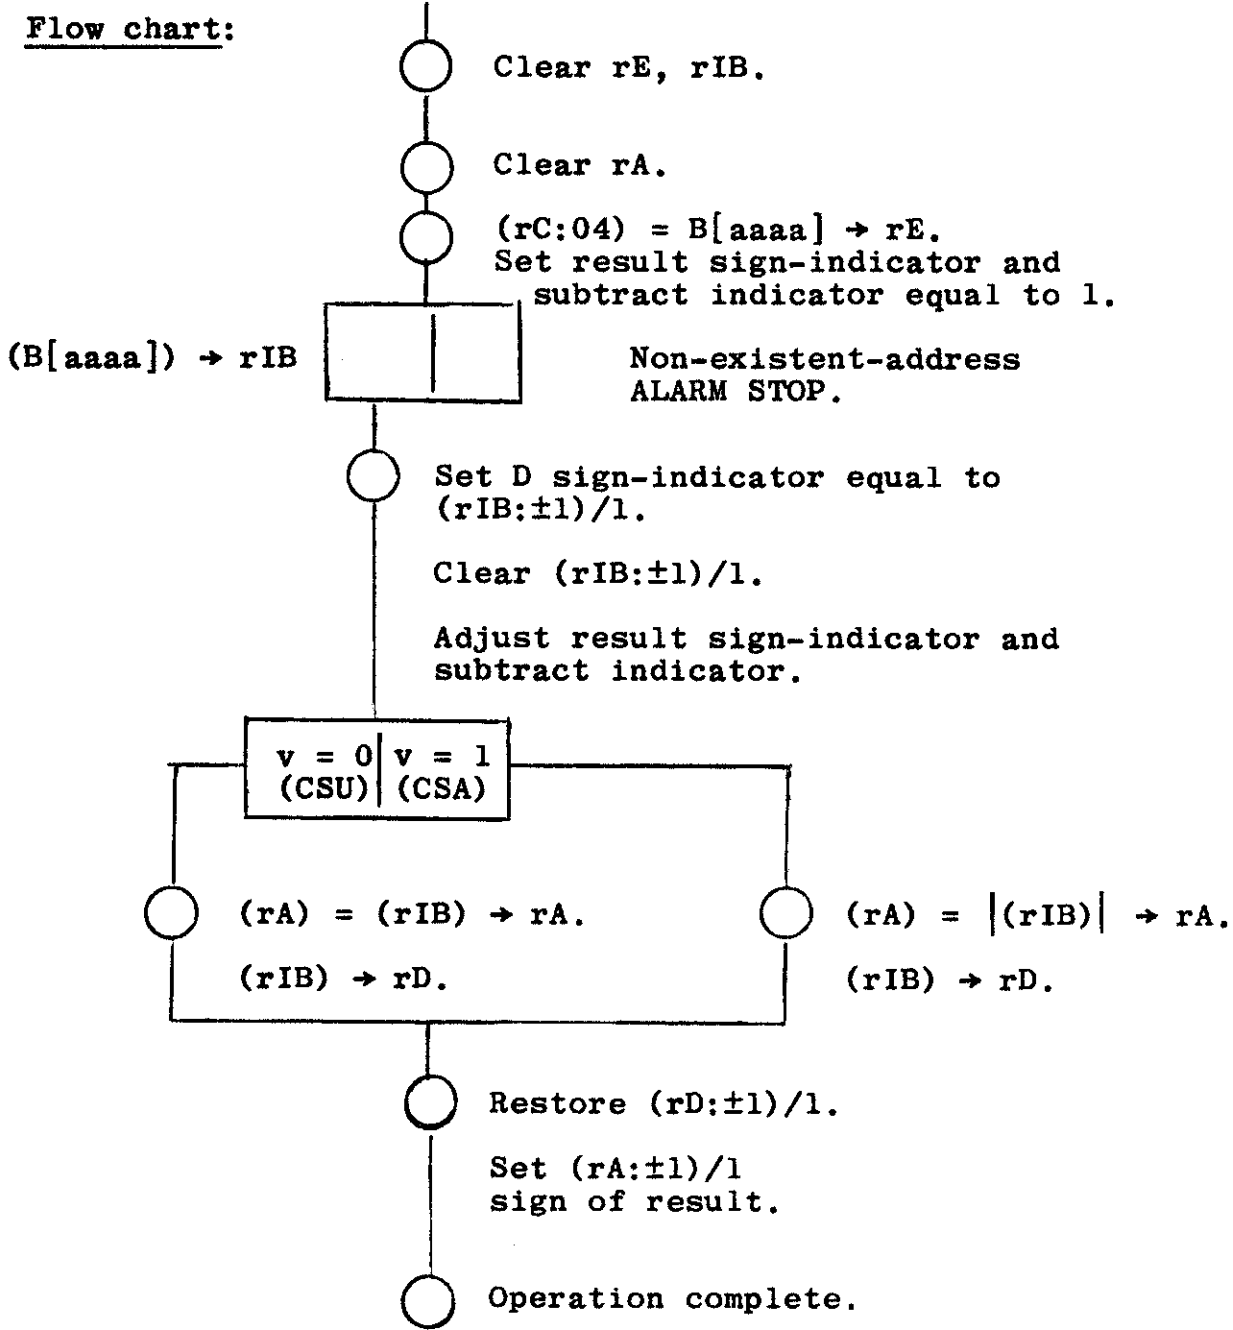 Flow chart:
Clear rE, rIB.
Clear rA.
(rC:04) = B[aaaa] → rE.
Set result sign-indicator and
subtract indicator equal to 1.
(B[aaaa]) → rIB
Non-existent-address
ALARM STOP.
Set D sign-indicator equal to
(rIB:±1)/1.
Clear (rIB:±1)/1.
Adjust result sign-indicator and
subtract indicator.
v = 0 | v = 1
(CSU) | (CSA)
(rA) = (rIB) → rA.
(rIB) → rD.
(rA) = |(rIB)| → rA.
(rIB) → rD.
Restore (rD:±1)/1.
Set (rA:±1)/1
sign of result.
Operation complete.